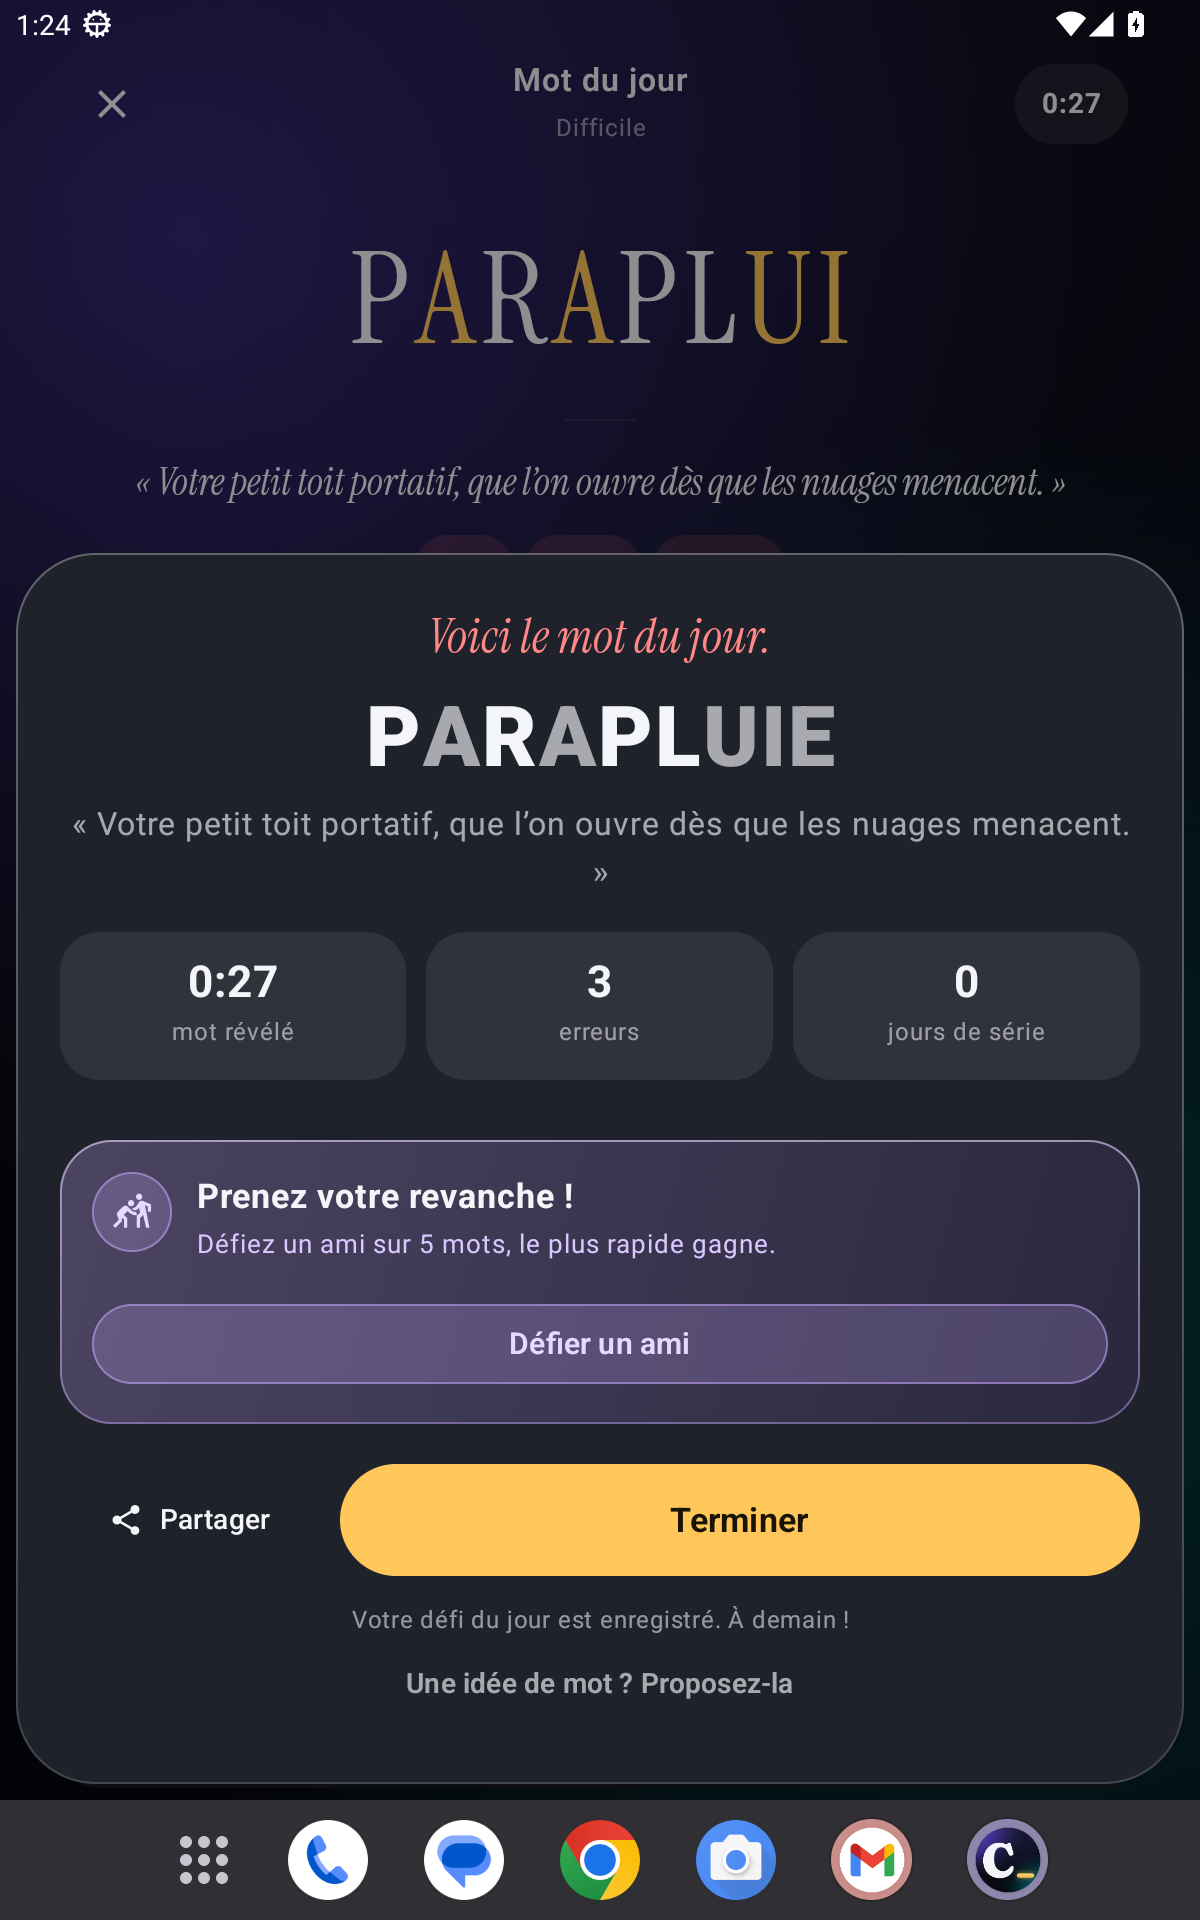 1:24
Mot du jour
Difficile
0:27
PARAPLUI
« Votre petit toit portatif, que l’on ouvre dès que les nuages menacent. »
Voici le mot du jour.
PARAPLUIE
« Votre petit toit portatif, que l’on ouvre dès que les nuages menacent.
»
0:27
mot révélé
3
erreurs
0
jours de série
Prenez votre revanche !
Défiez un ami sur 5 mots, le plus rapide gagne.
Défier un ami
Partager
Terminer
Votre défi du jour est enregistré. À demain !
Une idée de mot ? Proposez-la
C_